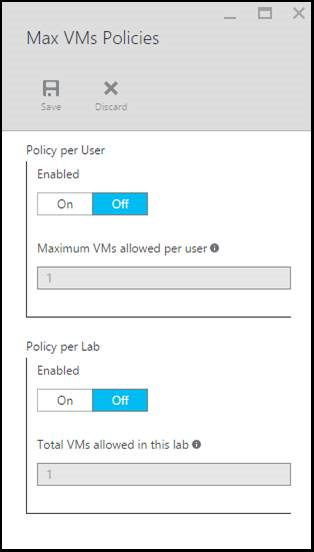 Max VMs Policies
Save Discard
Policy per User
Enabled
On Off
Maximum VMs allowed per user
1
Policy per Lab
Enabled
On Off
Total VMs allowed in this lab
1